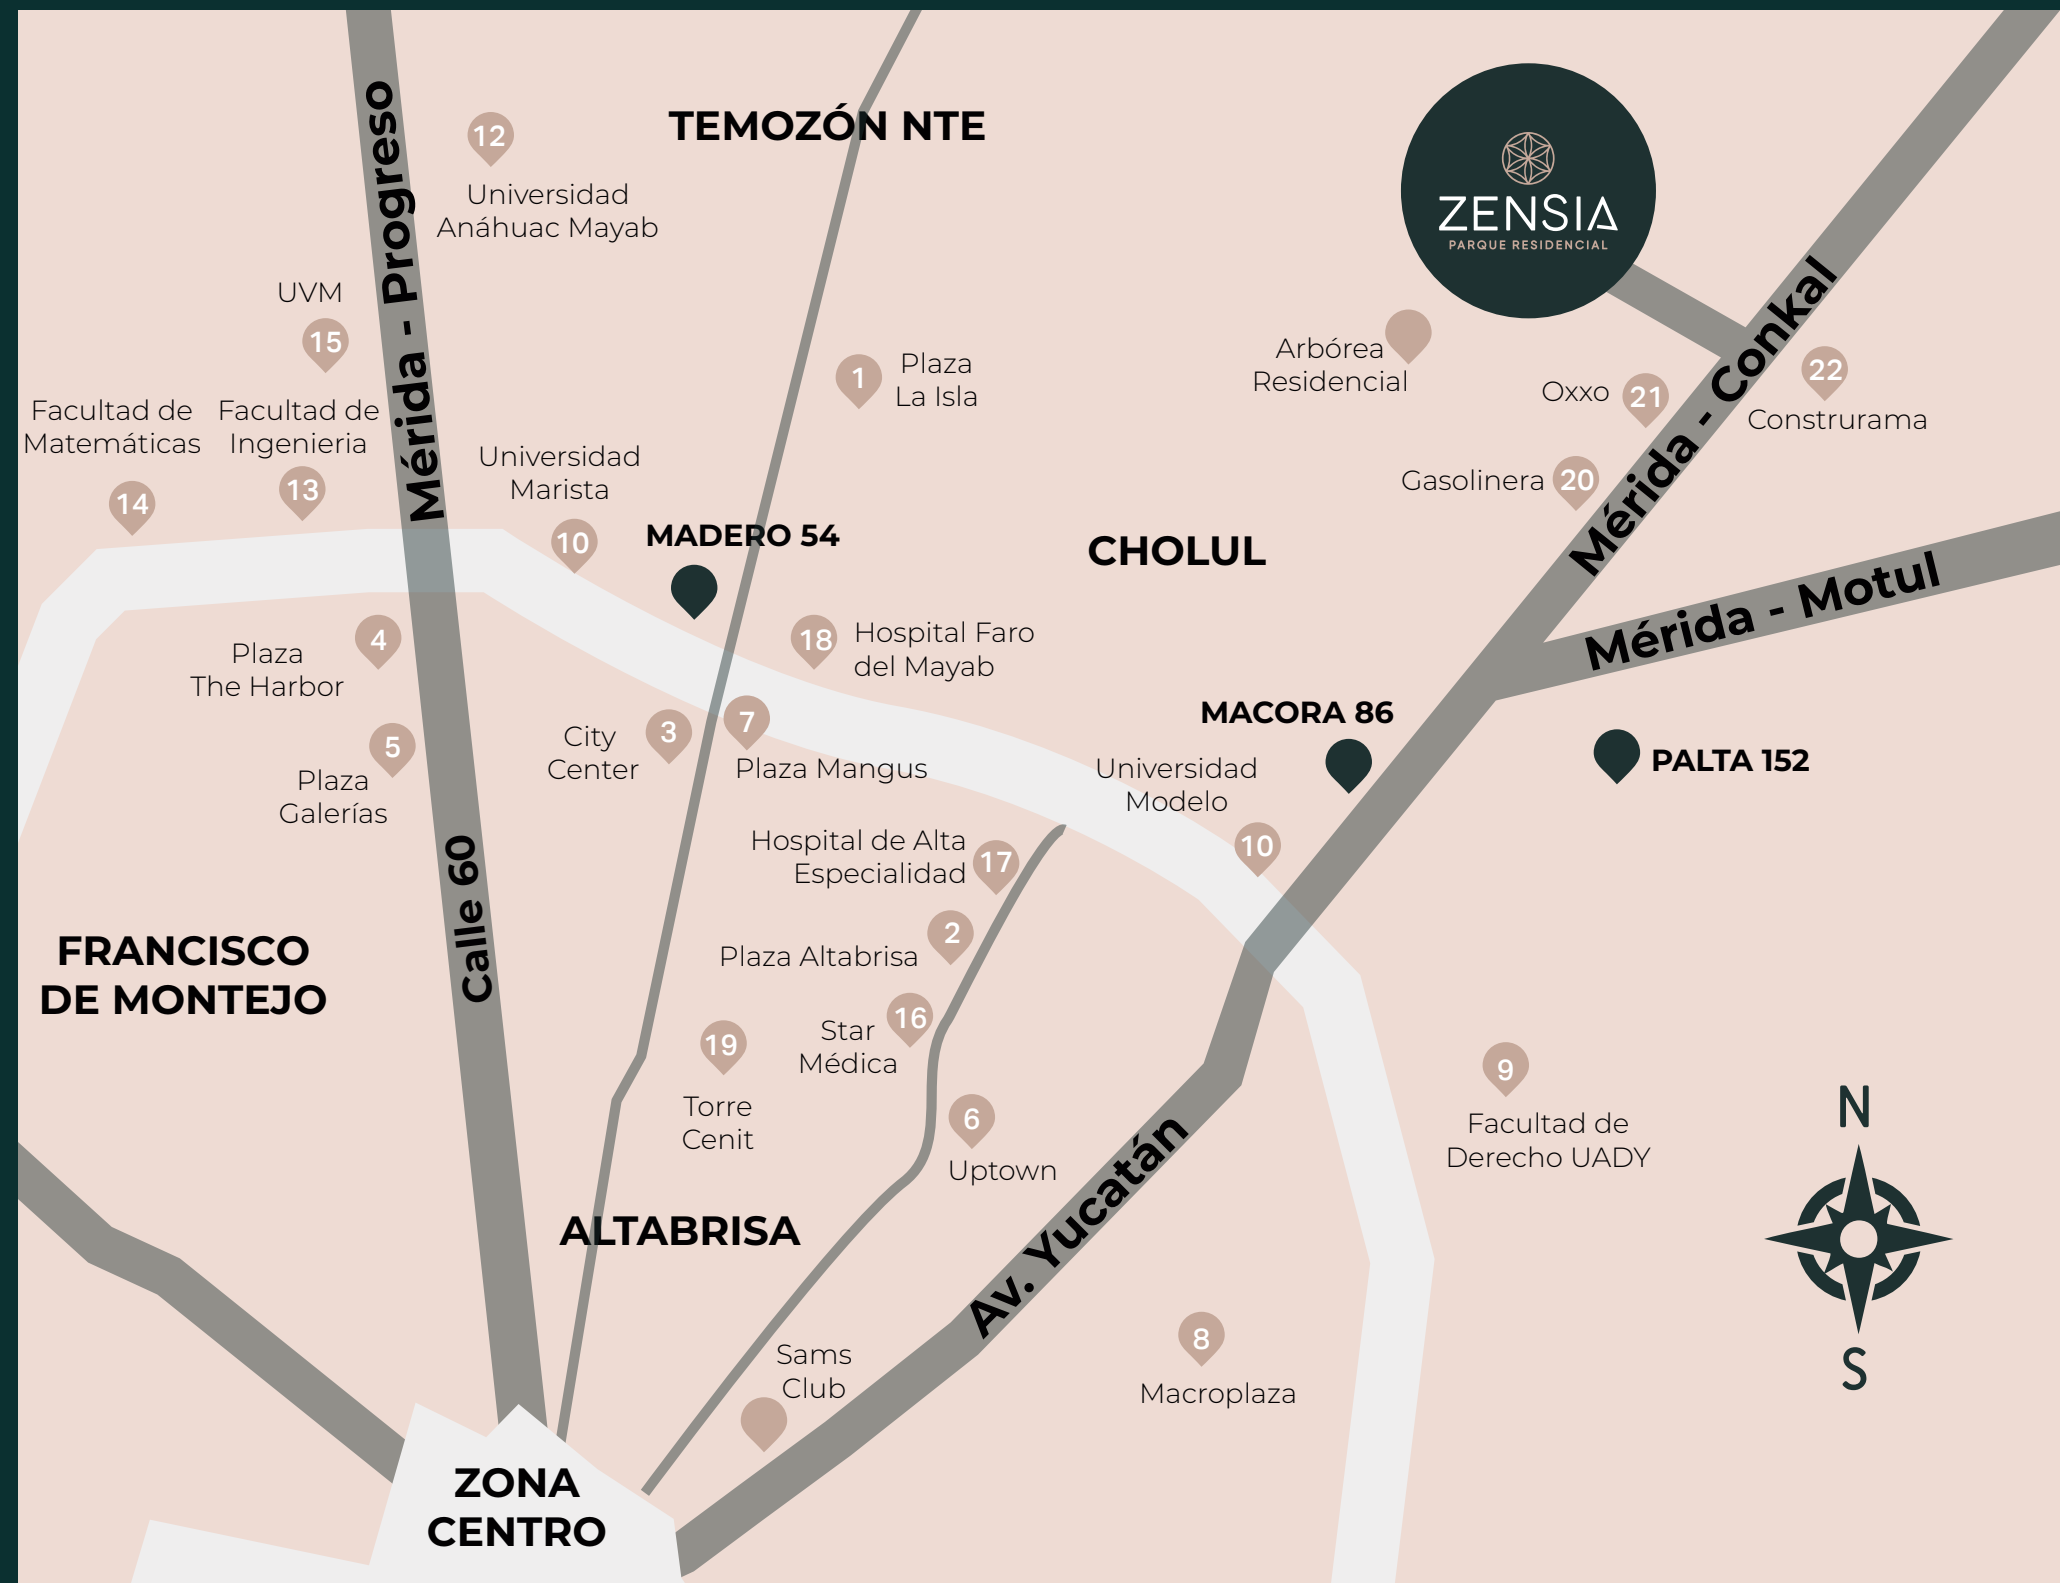 TEMOZÓN NTE
12
Universidad
Anáhuac Mayab
Mérida - Progreso
UVM
15
Facultad de
Matemáticas
14
Facultad de
Ingenieria
13
Universidad
Marista
10
MADERO 54
1
Plaza
La Isla
ZENSIA
PARQUE RESIDENCIAL
Arbórea
Residencial
Oxxo
21
22
Construrama
Gasolinera
20
Mérida - Conkal
CHOLUL
Mérida - Motul
4
Plaza
The Harbor
5
Plaza
Galerías
18
Hospital Faro
del Mayab
City
Center
3
7
Plaza Mangus
MACORA 86
Universidad
Modelo
10
PALTA 152
Hospital de Alta
Especialidad
17
Calle 60
FRANCISCO
DE MONTEJO
Plaza Altabrisa
2
Star
Médica
16
19
Torre
Cenit
6
Uptown
9
Facultad de
Derecho UADY
N
S
Av. Yucatán
ALTABRISA
Sams
Club
8
Macroplaza
ZONA
CENTRO